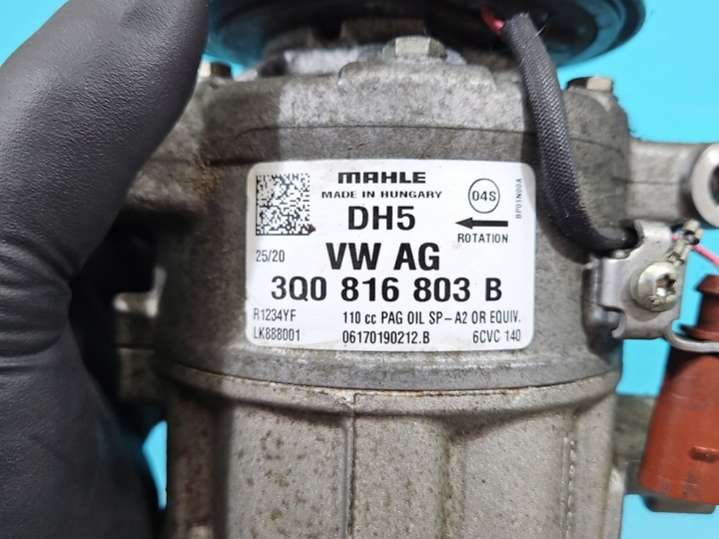 MAHLE
MADE IN HUNGARY
04S
BP01N00A
DH5
ROTATION
25/20
VW AG
3Q0 816 803 B
R1234YF 110 cc PAG OIL SP-A2 OR EQUIV.
LK888001 06170190212.B 6CVC 140